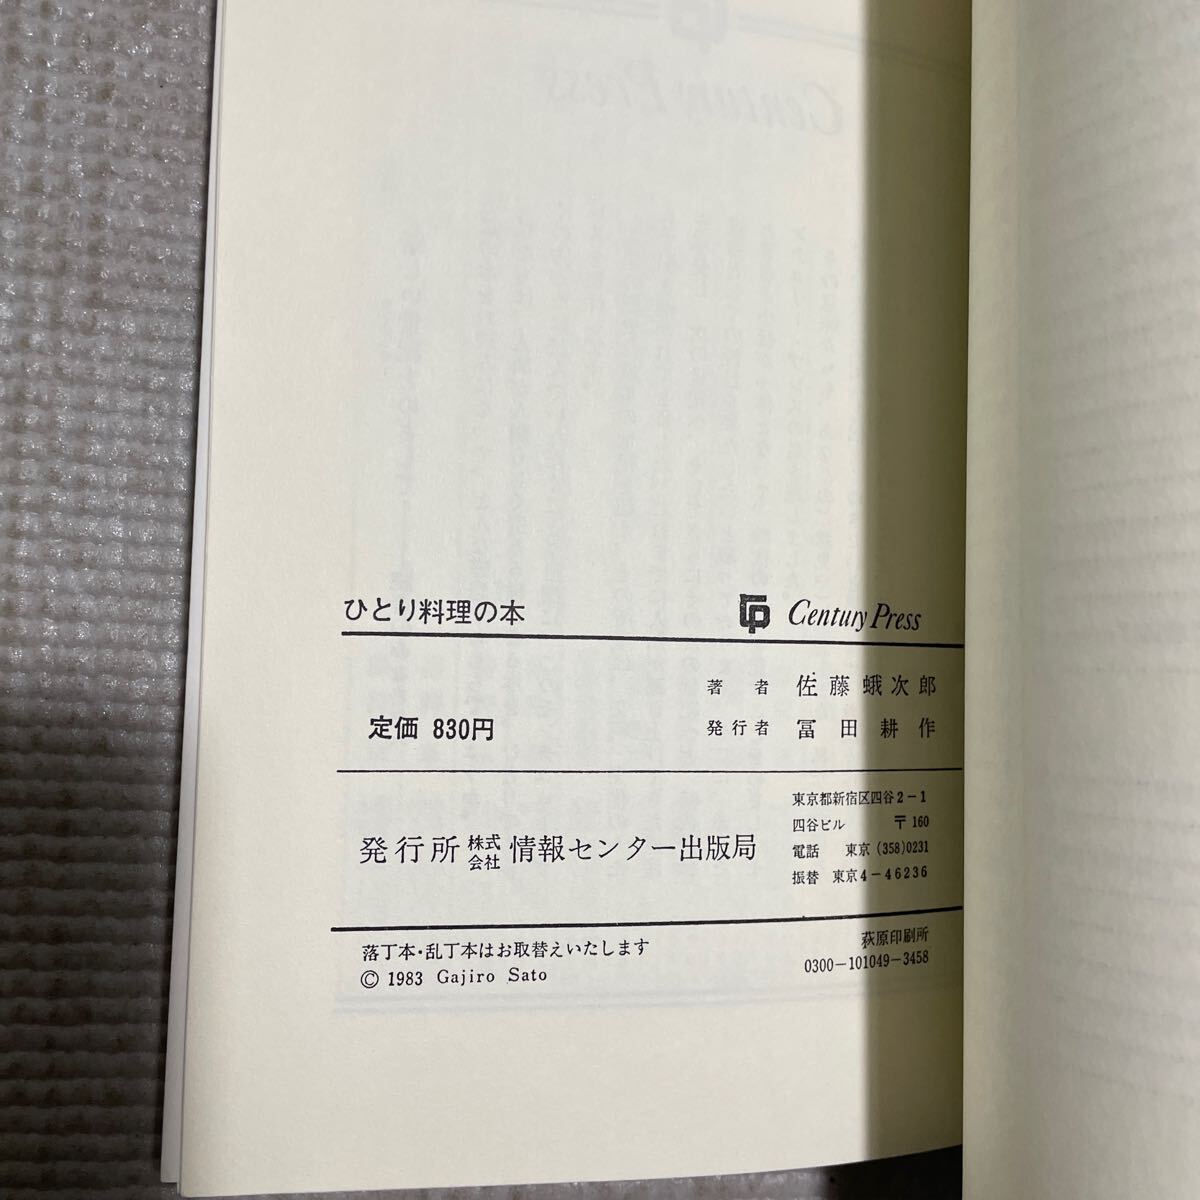 ひとり料理の本
Century Press
著者 佐藤蛾次郎
定価 830円
発行者 冨田耕作
発行所 株式会社 情報センター出版局
東京都新宿区四谷2-1
四谷ビル 〒160
電話 東京(358)0231
振替 東京4-46236
落丁本・乱丁本はお取替えいたします
© 1983 Gajiro Sato
萩原印刷所
0300-101049-3458